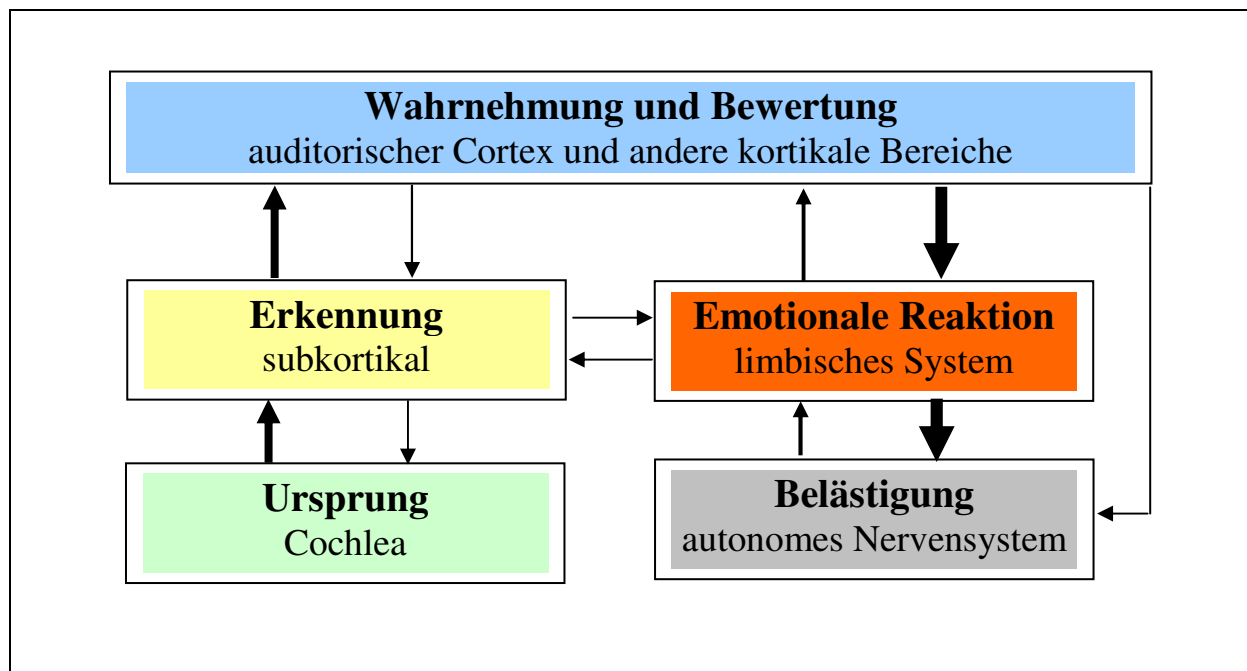 Wahrnehmung und Bewertung
auditorischer Cortex und andere kortikale Bereiche
Erkennung
subkortikal
Emotionale Reaktion
limbisches System
Ursprung
Cochlea
Belästigung
autonomes Nervensystem